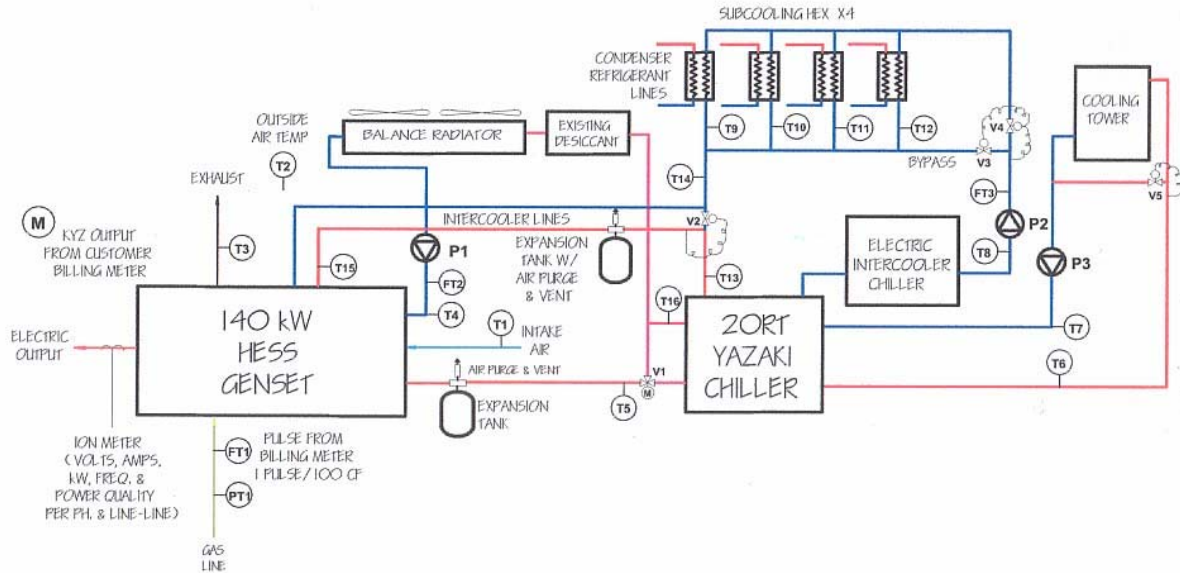 SUBCOOLING HEX X4
CONDENSER
REFRIGERANT
LINES
COOLING
TOWER
OUTSIDE
AIR TEMP
BALANCE RADIATOR
EXISTING
DESICCANT
T9
T10
T11
T12
V4
T2
BYPASS
V3
EXHAUST
T14
FT3
V5
M
KYZ OUTPUT
FROM CUSTOMER
BILLING METER
T3
INTERCOOLER LINES
V2
P2
P1
T15
EXPANSION
TANK W/
AIR PURGE
& VENT
ELECTRIC
INTERCOOLER
CHILLER
T8
P3
FT2
T13
T4
T16
140 kW
HESS
GENSET
T1
INTAKE
AIR
20RT
YAZAKI
CHILLER
T7
ELECTRIC
OUTPUT
AIR PURGE & VENT
V1
M
T6
EXPANSION
TANK
T5
ION METER
( VOLTS, AMPS,
kW, FREQ. &
POWER QUALITY
PER PH. & LINE-LINE)
FT1
PULSE FROM
BILLING METER
1 PULSE/100 CF
PT1
GAS
LINE